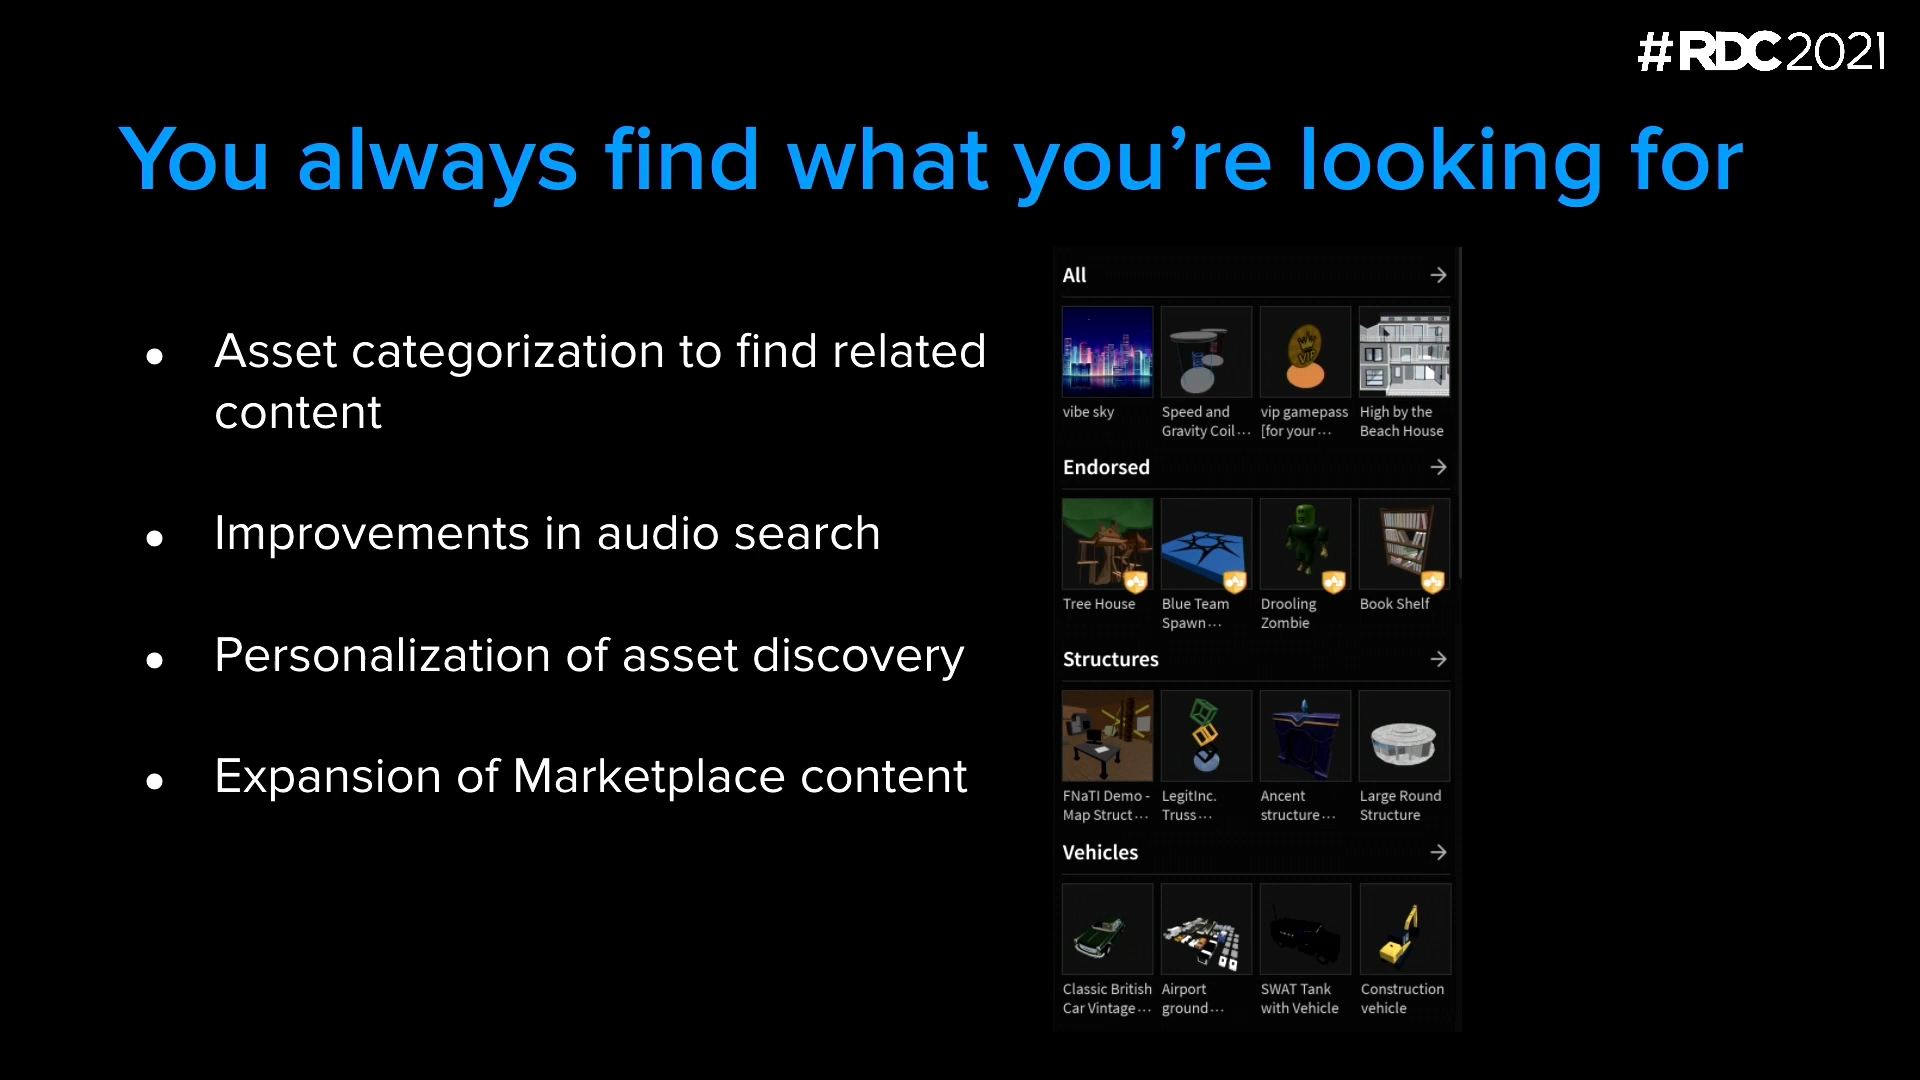 #RDC2021
You always find what you’re looking for
● Asset categorization to find related
content
● Improvements in audio search
● Personalization of asset discovery
● Expansion of Marketplace content
All →
vibe sky
Speed and
Gravity Coil...
vip gamepass
[for your...
High by the
Beach House
Endorsed →
Tree House
Blue Team
Spawn...
Drooling
Zombie
Book Shelf
Structures →
FNaTI Demo -
Map Struct...
LegitInc.
Truss...
Ancent
structure...
Large Round
Structure
Vehicles →
Classic British
Car Vintage...
Airport
ground...
SWAT Tank
with Vehicle
Construction
vehicle
VIP